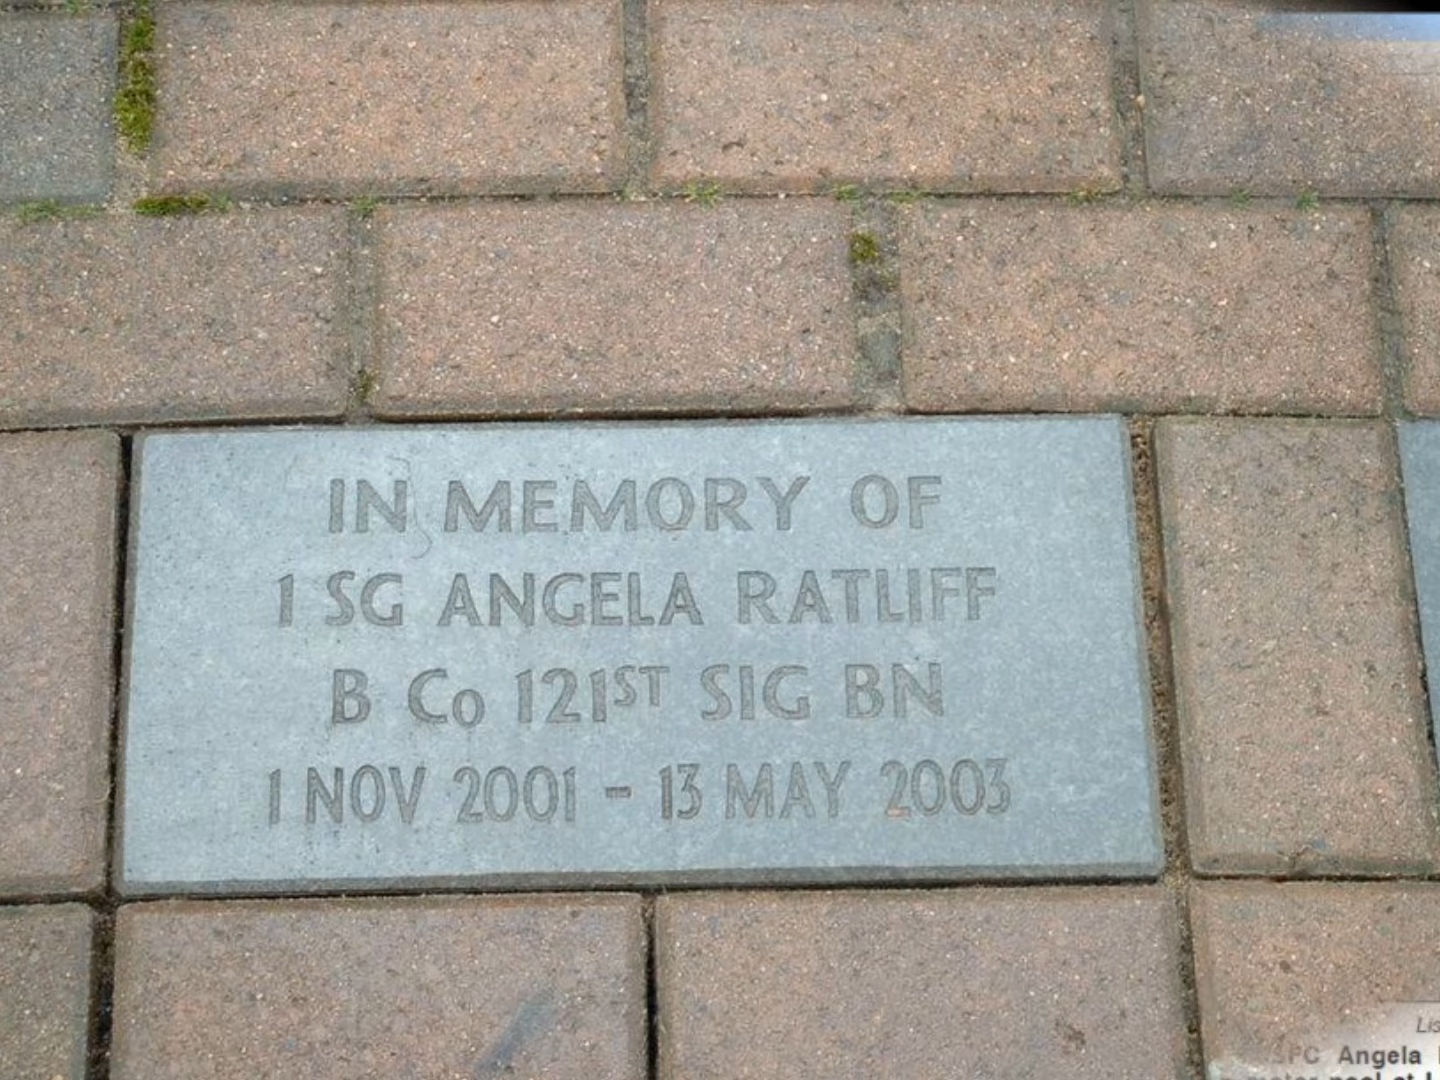 IN MEMORY OF
1 SG ANGELA RATLIFF
B Co 121ST SIG BN
1 NOV 2001 - 13 MAY 2003
Angela